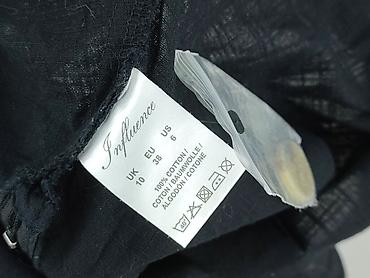 Influence
UK EU US
10 38 6
100% COTTON /
COTON / BAUMWOLLE /
ALGODON / COTONE